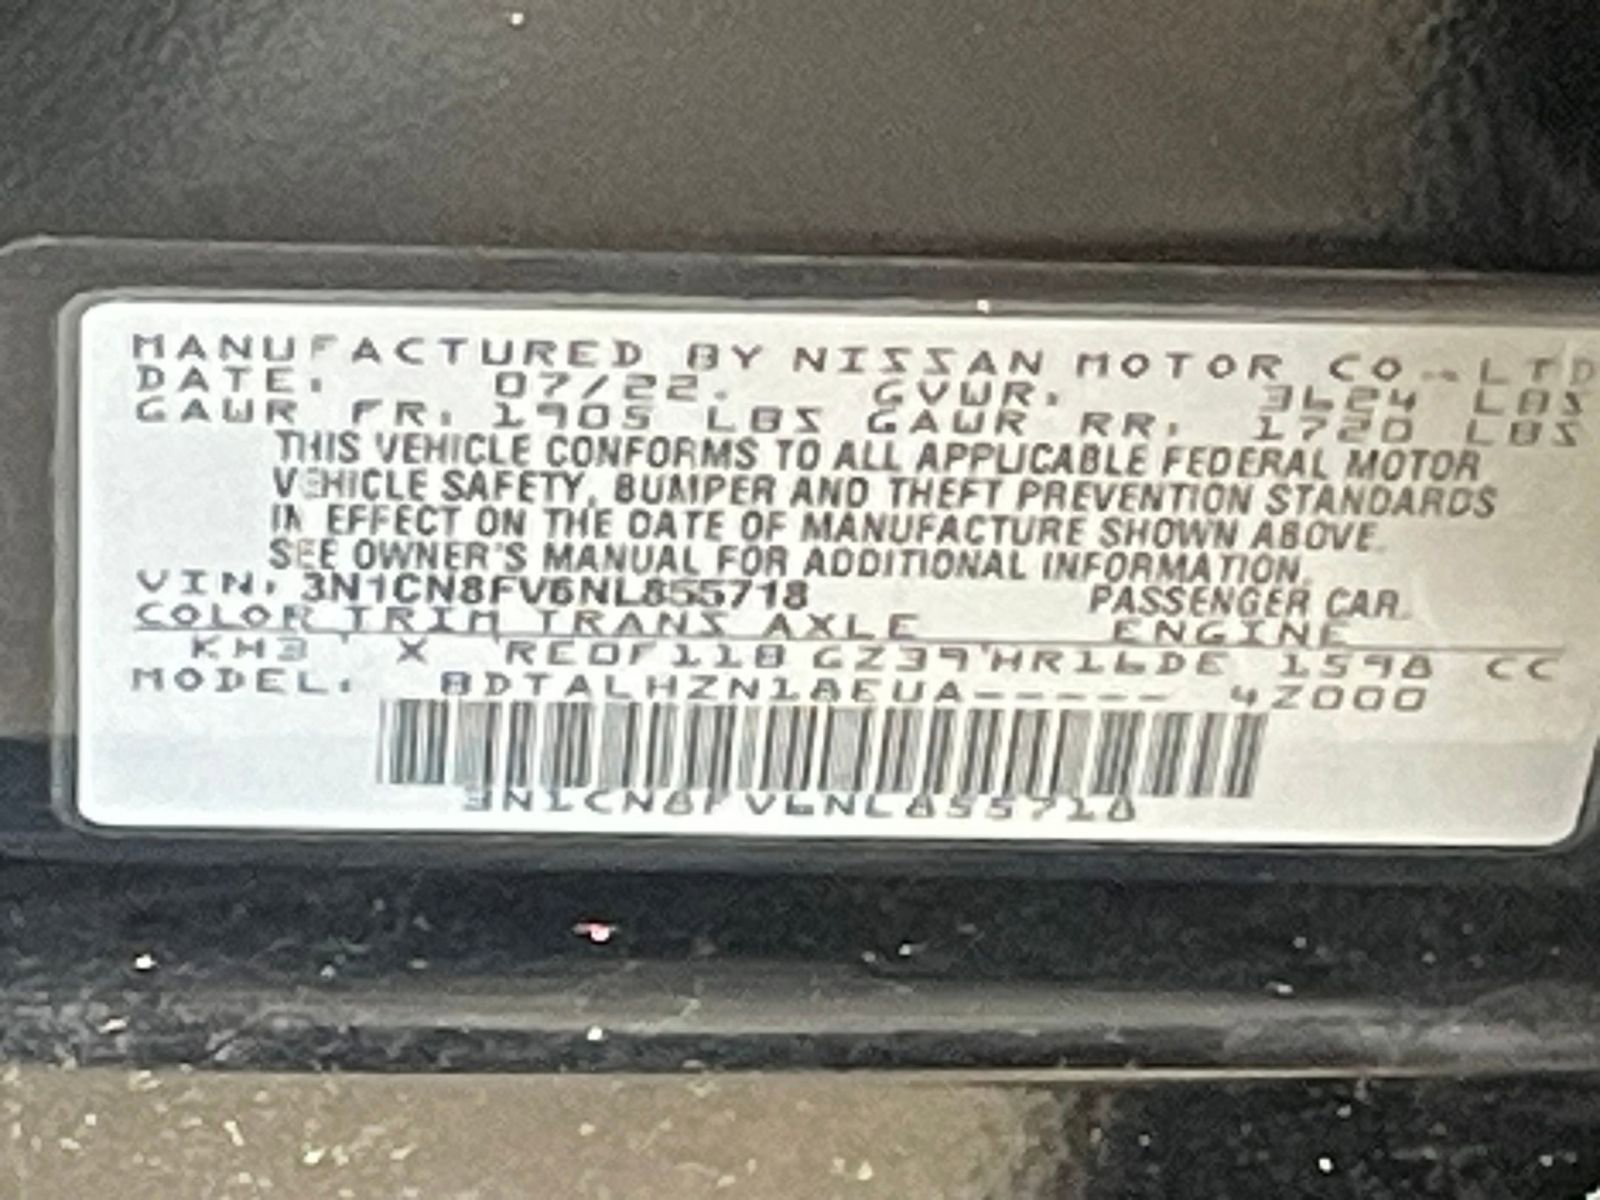 MANUFACTURED BY NISSAN MOTOR CO.,LTD
DATE: 07/22. GVWR: 3624 LBS
GAWR FR: 1905 LBS GAWR RR: 1720 LBS
THIS VEHICLE CONFORMS TO ALL APPLICABLE FEDERAL MOTOR
VEHICLE SAFETY, BUMPER AND THEFT PREVENTION STANDARDS
IN EFFECT ON THE DATE OF MANUFACTURE SHOWN ABOVE.
SEE OWNER'S MANUAL FOR ADDITIONAL INFORMATION.
VIN: 3N1CN8FV6NL855718 PASSENGER CAR
COLOR TRIM TRANS AXLE ENGINE
KH3 X RE0F11B GZ39 HR16DE 1598 CC
MODEL: BDTALHZN18EUA----- 4Z000
3N1CN8FV6NL855718